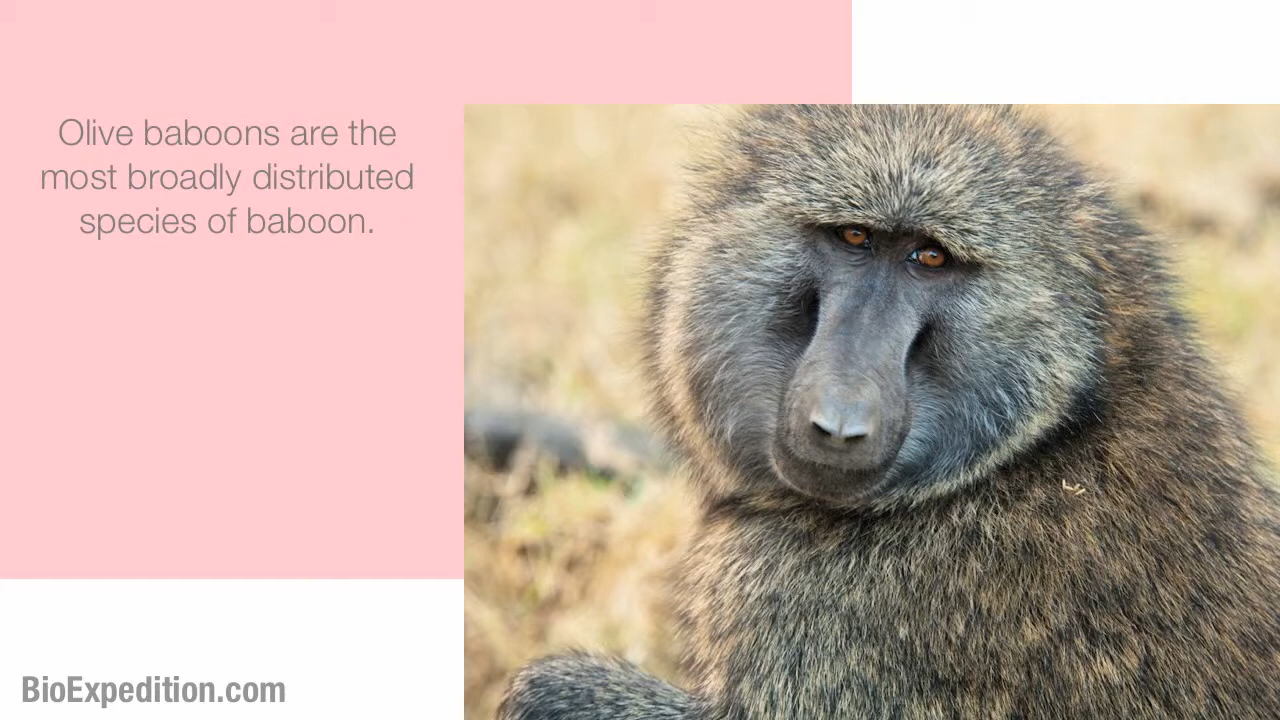 Olive baboons are the
most broadly distributed
species of baboon.
BioExpedition.com